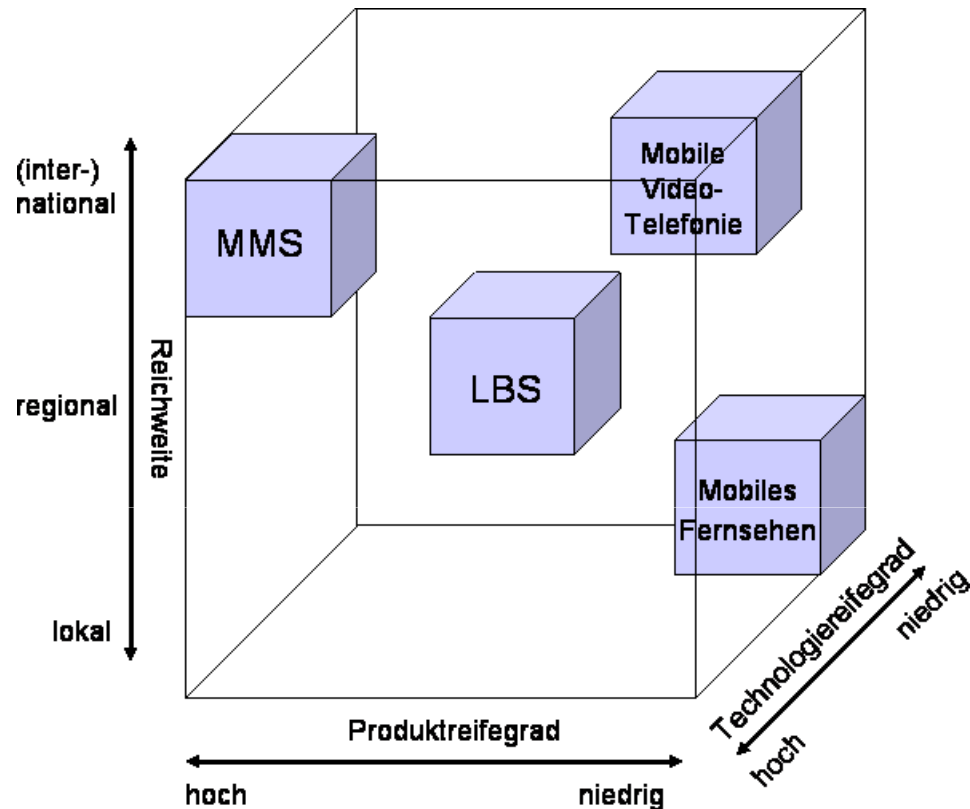 (inter-)
national
Mobile
Video-
Telefonie
MMS
Reichweite
LBS
regional
Mobiles
Fernsehen
lokal
Technologiereifegrad
niedrig
hoch
Produktreifegrad
hoch
niedrig